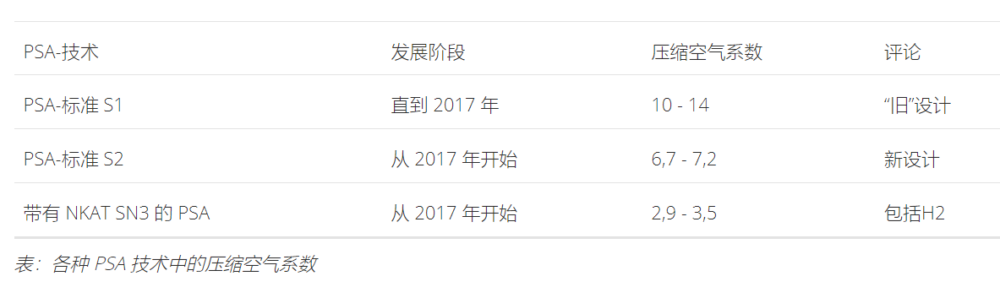 PSA-技术 发展阶段 压缩空气系数 评论
PSA-标准 S1 直到 2017 年 10 - 14 “旧”设计
PSA-标准 S2 从 2017 年开始 6,7 - 7,2 新设计
带有 NKAT SN3 的 PSA 从 2017 年开始 2,9 - 3,5 包括H2
表：各种 PSA 技术中的压缩空气系数